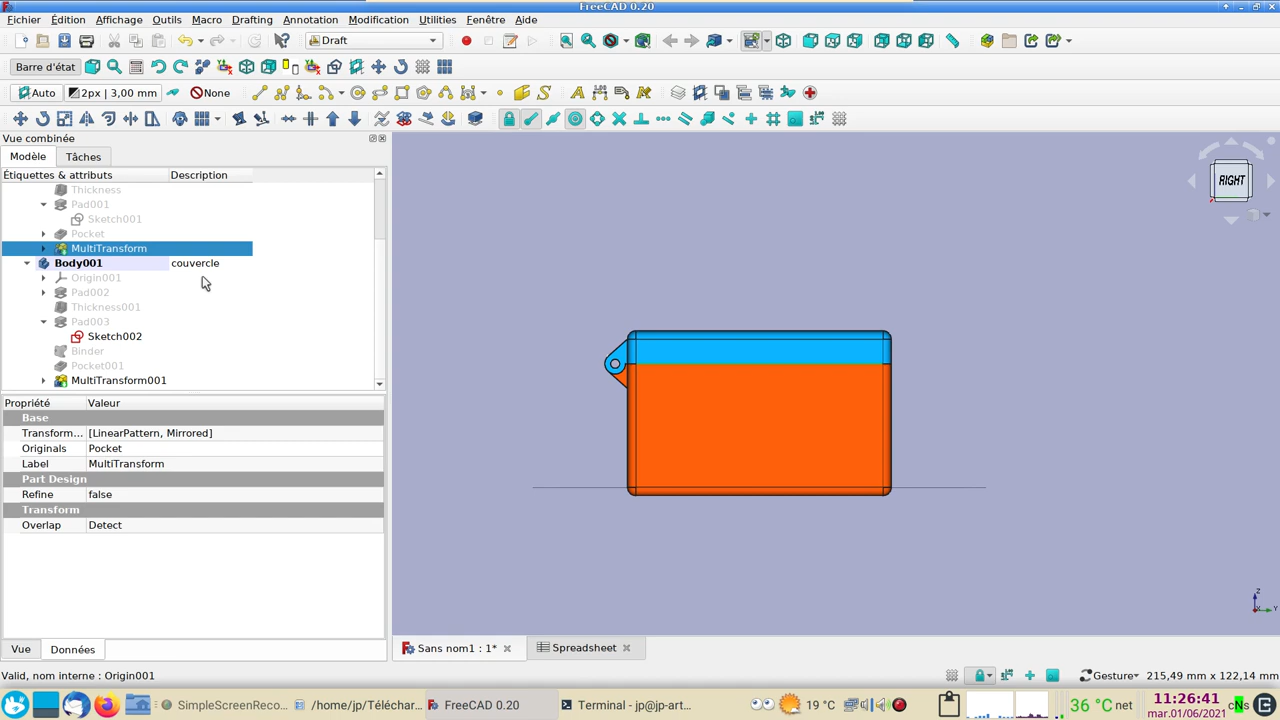 FreeCAD 0.20
Fichier Édition Affichage Outils Macro Drafting Annotation Modification Utilities Fenêtre Aide
Draft
Barre d'état
Auto 2px | 3,00 mm None
Vue combinée
Modèle Tâches
Étiquettes & attributs Description
Thickness
Pad001
Sketch001
Pocket
MultiTransform
Body001 couvercle
Origin001
Pad002
Thickness001
Pad003
Sketch002
Binder
Pocket001
MultiTransform001
Propriété Valeur
Base
Transform... [LinearPattern, Mirrored]
Originals Pocket
Label MultiTransform
Part Design
Refine false
Transform
Overlap Detect
RIGHT
Z
Y
Vue Données
Sans nom1 : 1* Spreadsheet
Valid, nom interne : Origin001
Gesture 215,49 mm x 122,14 mm
SimpleScreenReco... /home/jp/Téléchar... FreeCAD 0.20 Terminal - jp@jp-art... 19 °C 36 °C net 11:26:41
mar.01/06/2021